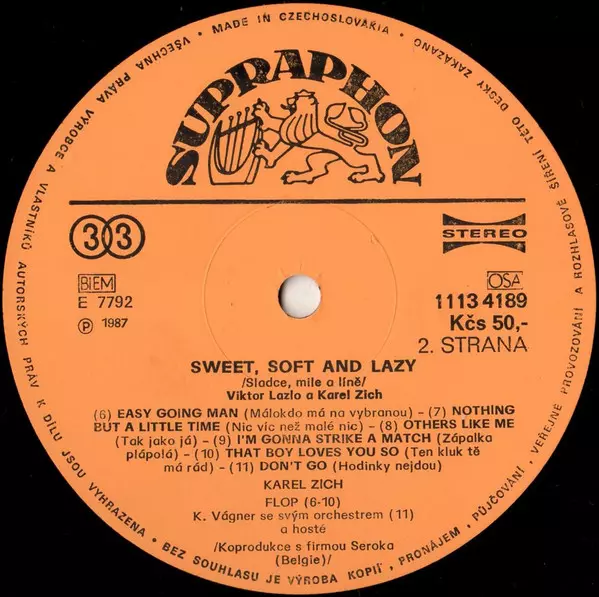 MADE IN CZECHOSLOVAKIA • VŠECHNA PRÁVA VÝROBCE A VLASTNÍKŮ AUTORSKÝCH PRÁV K DÍLU JSOU VYHRAZENA • BEZ SOUHLASU JE VÝROBA KOPIÍ, PRONÁJEM, PŮJČOVÁNÍ, VEŘEJNÉ PROVOZOVÁNÍ A ROZHLASOVÉ ŠÍŘENÍ TÉTO DESKY ZAKÁZÁNO •
SUPRAPHON
33
STEREO
BIEM
E 7792
Ⓟ 1987
OSA
1113 4189
Kčs 50,-
2. STRANA
SWEET, SOFT AND LAZY
/Sladce, mile a líně/
Viktor Lazlo a Karel Zich
(6) EASY GOING MAN (Málokdo má na vybranou) - (7) NOTHING
BUT A LITTLE TIME (Nic víc než malé nic) - (8) OTHERS LIKE ME
(Tak jako já) - (9) I'M GONNA STRIKE A MATCH (Zápalka
plápolá) - (10) THAT BOY LOVES YOU SO (Ten kluk tě
má rád) - (11) DON'T GO (Hodinky nejdou)
KAREL ZICH
FLOP (6-10)
K. Vágner se svým orchestrem (11)
a hosté
/Koprodukce s firmou Seroka
(Belgie)/